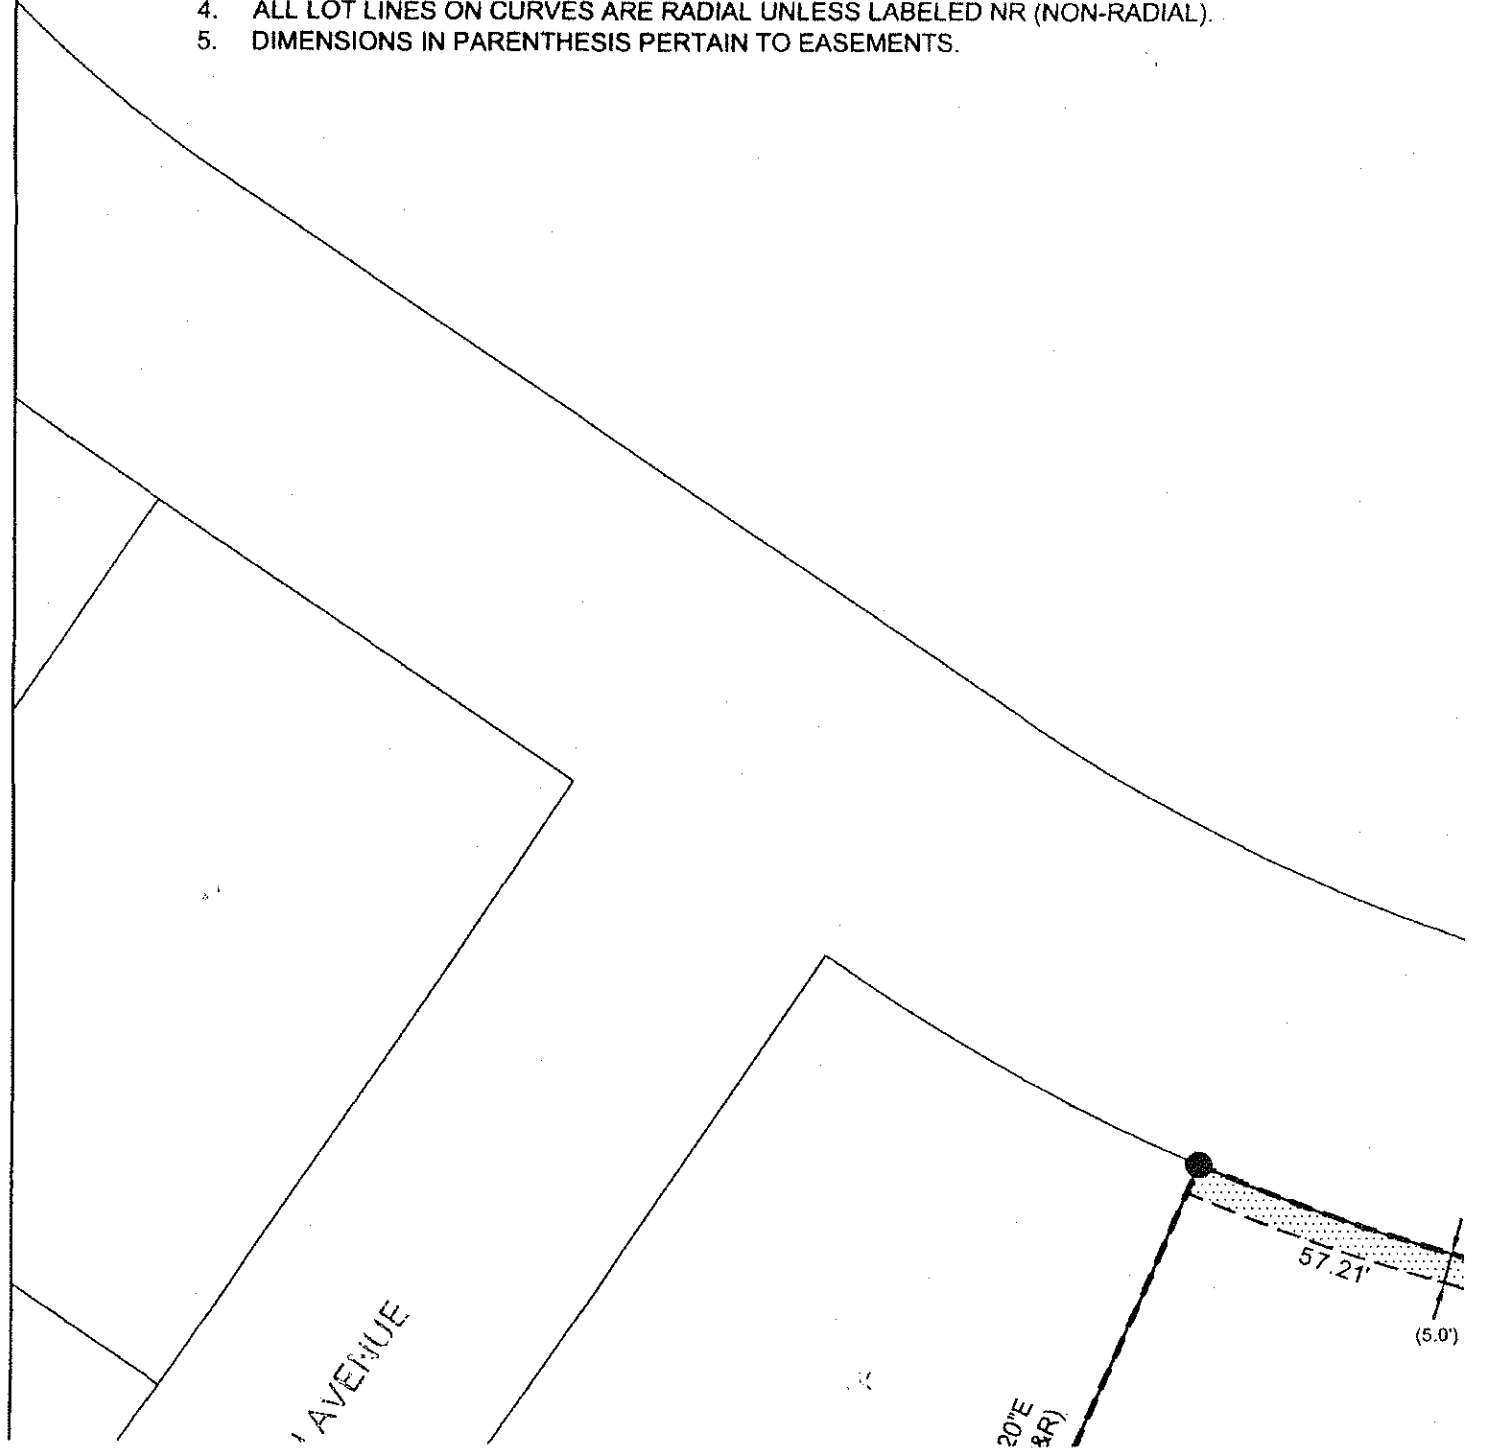 4. ALL LOT LINES ON CURVES ARE RADIAL UNLESS LABELED NR (NON-RADIAL).
5. DIMENSIONS IN PARENTHESIS PERTAIN TO EASEMENTS.
57.21'
(5.0')
AVENUE
20"E
&R)